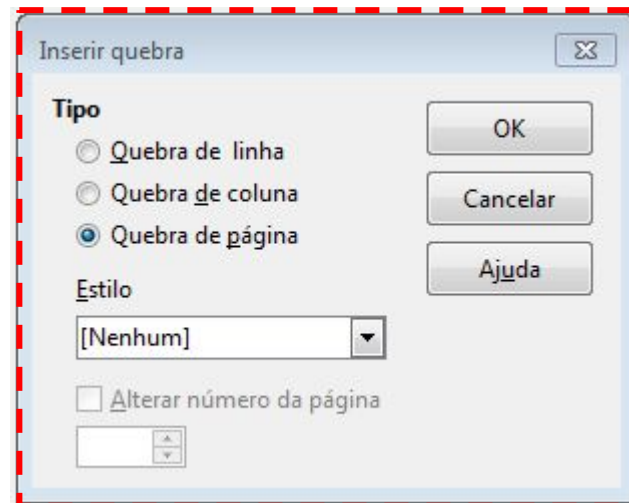 Inserir quebra
Tipo
Quebra de linha
Quebra de coluna
Quebra de página
Estilo
[Nenhum]
Alterar número da página
OK
Cancelar
Ajuda